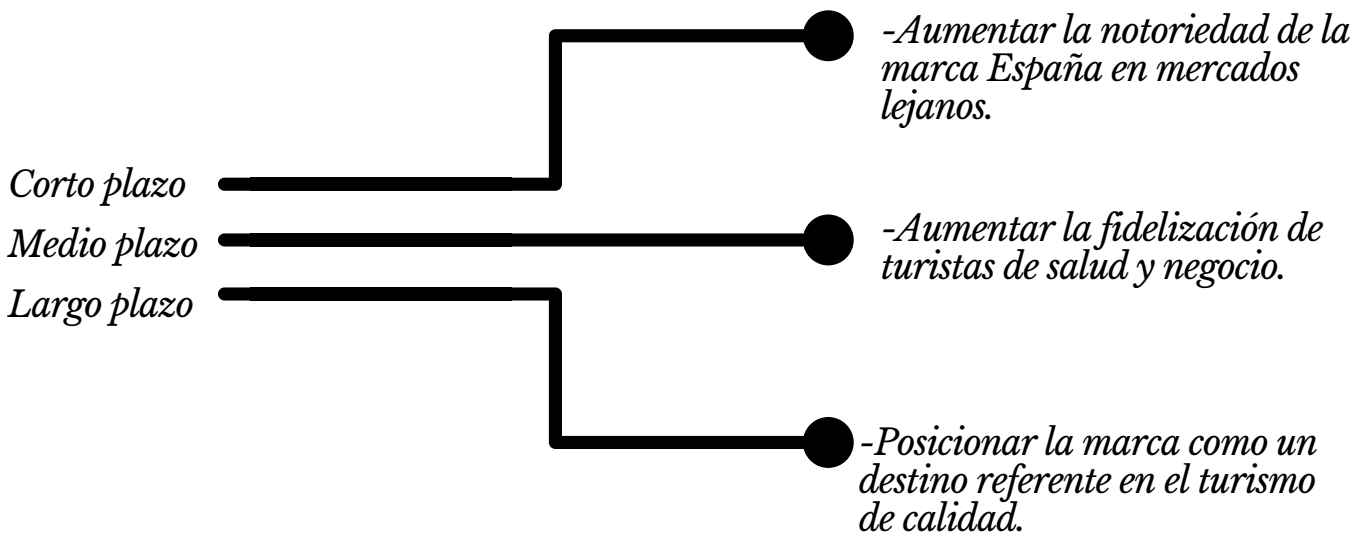 Corto plazo
Medio plazo
Largo plazo
-Aumentar la notoriedad de la
marca España en mercados
lejanos.
-Aumentar la fidelización de
turistas de salud y negocio.
-Posicionar la marca como un
destino referente en el turismo
de calidad.